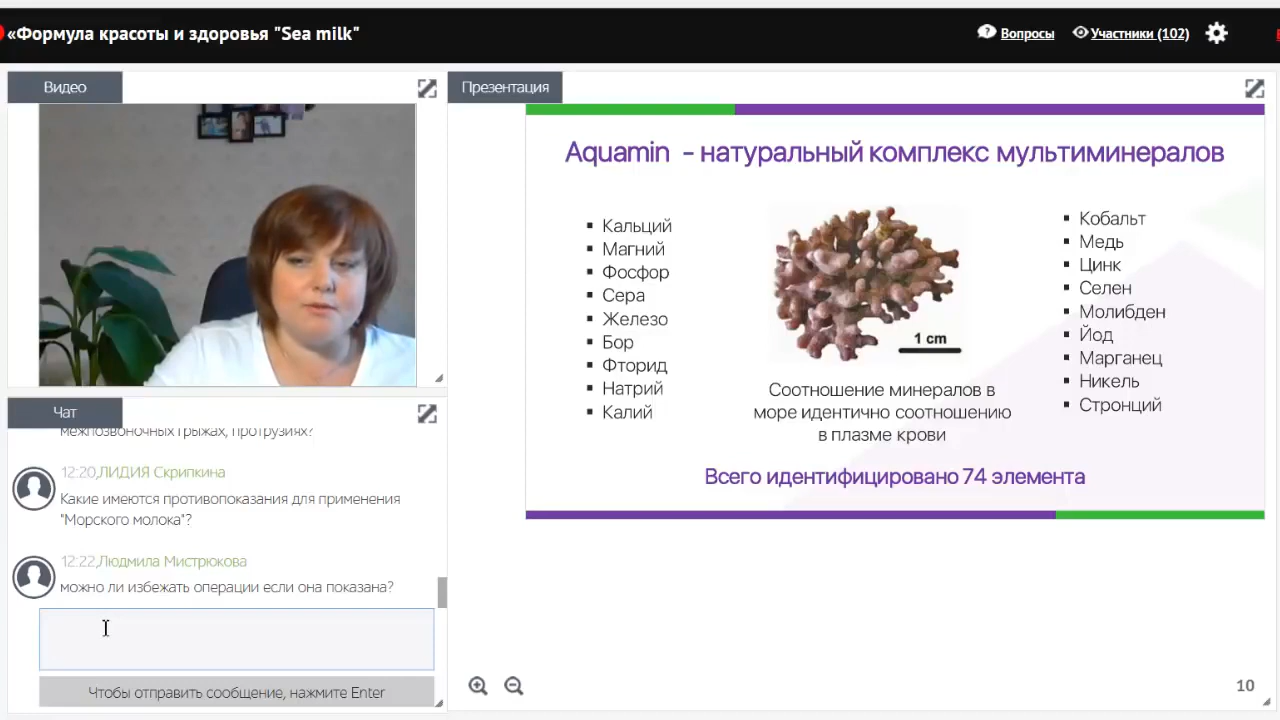 «Формула красоты и здоровья "Sea milk"
Вопросы
Участники (102)
Видео
Презентация
Aquamin - натуральный комплекс мультиминералов
Кальций
Магний
Фосфор
Сера
Железо
Бор
Фторид
Натрий
Калий
1 cm
Соотношение минералов в
море идентично соотношению
в плазме крови
Кобальт
Медь
Цинк
Селен
Молибден
Йод
Марганец
Никель
Стронций
Всего идентифицировано 74 элемента
Чат
межпозвоночных грыжах, протрузиях?
12:20,ЛИДИЯ Скрипкина
Какие имеются противопоказания для применения
"Морского молока"?
12:22,Людмила Мистрюкова
можно ли избежать операции если она показана?
Чтобы отправить сообщение, нажмите Enter
10